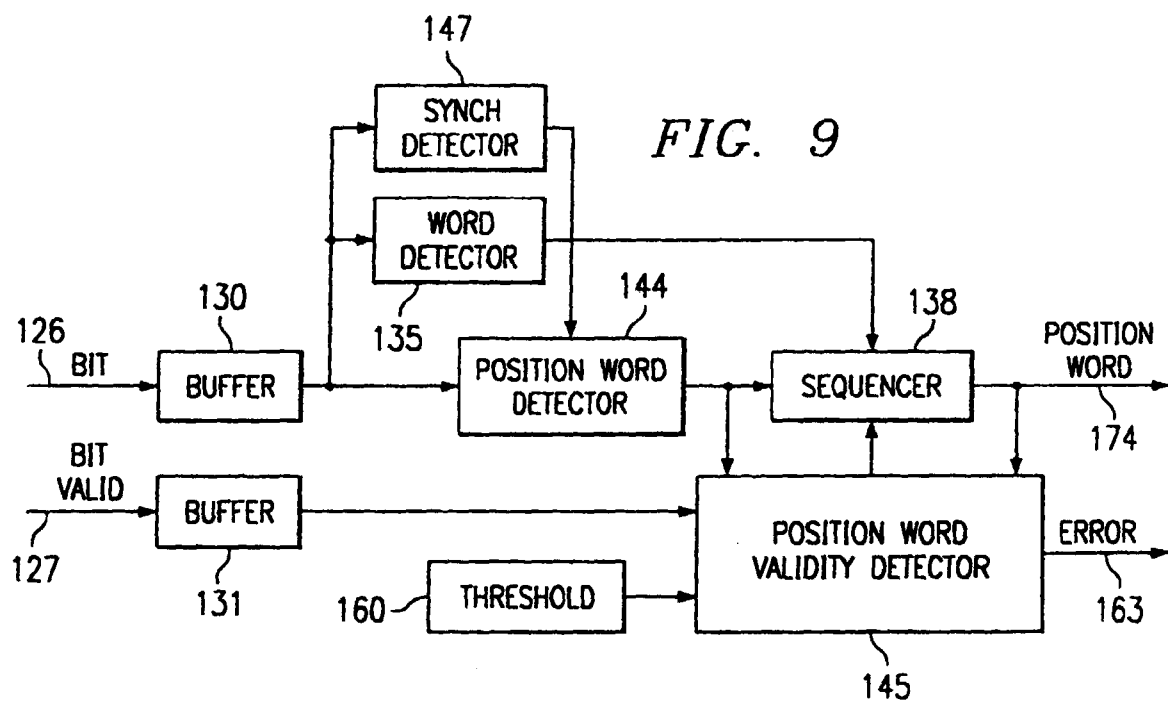 147
SYNCH
DETECTOR
FIG. 9
WORD
DETECTOR
130
135
144
138
126
BIT
BUFFER
POSITION WORD
DETECTOR
SEQUENCER
POSITION
WORD
174
BIT
VALID
BUFFER
127
131
160
THRESHOLD
POSITION WORD
VALIDITY DETECTOR
ERROR
163
145